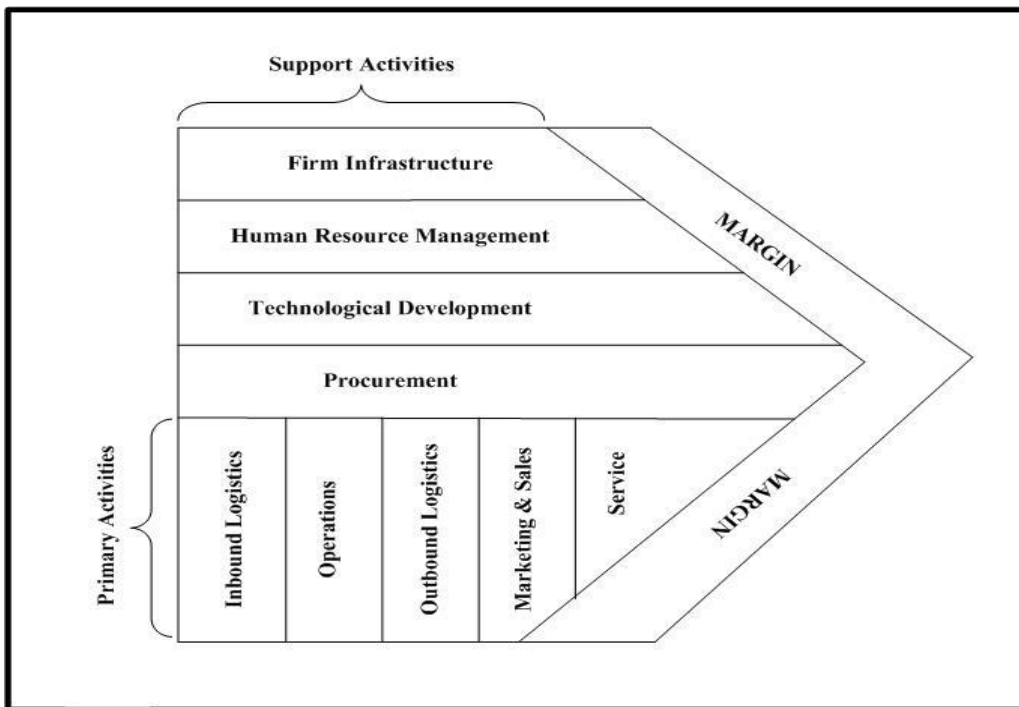 Support Activities
Firm Infrastructure
MARGIN
Human Resource Management
Technological Development
Procurement
Primary Activities
Inbound Logistics
Operations
Outbound Logistics
Marketing & Sales
Service
MARGIN